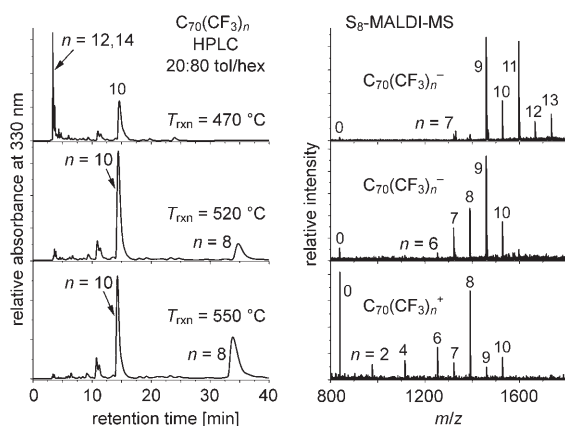 C70(CF3)n
HPLC
20:80 tol/hex
n = 12,14
10
Trxn = 470 °C
n = 10
Trxn = 520 °C
n = 8
n = 10
Trxn = 550 °C
n = 8
relative absorbance at 330 nm
0 10 20 30 40
retention time [min]
S8-MALDI-MS
C70(CF3)n−
0
n = 7
9
10
11
12
13
C70(CF3)n−
0
n = 6
7
8
9
10
C70(CF3)n+
0
n = 2
4
6
7
8
9
10
relative intensity
800 1200 1600
m/z